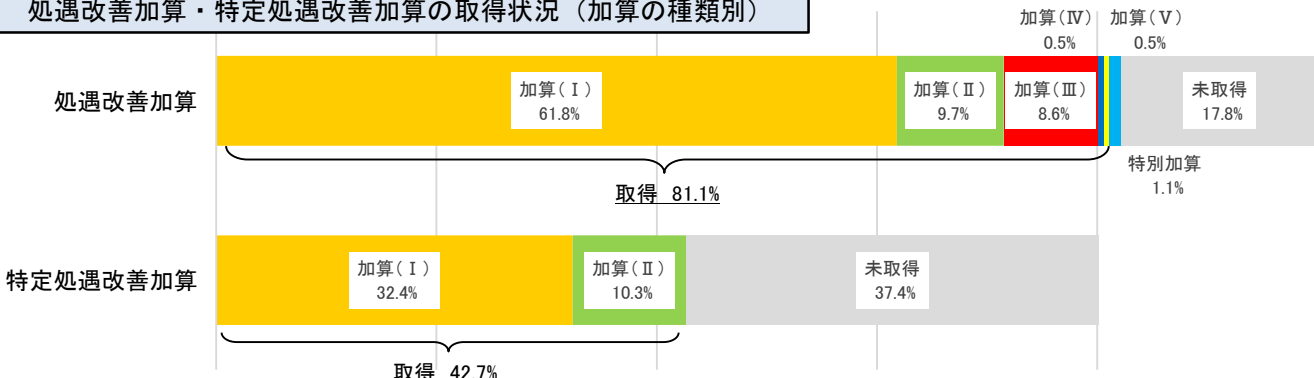 処遇改善加算・特定処遇改善加算の取得状況（加算の種類別）
加算(Ⅳ) 加算(Ⅴ)
0.5% 0.5%
処遇改善加算
加算(Ⅰ)
61.8%
加算(Ⅱ)
9.7%
加算(Ⅲ)
8.6%
未取得
17.8%
特別加算
1.1%
取得 81.1%
特定処遇改善加算
加算(Ⅰ)
32.4%
加算(Ⅱ)
10.3%
未取得
37.4%
取得 42.7%